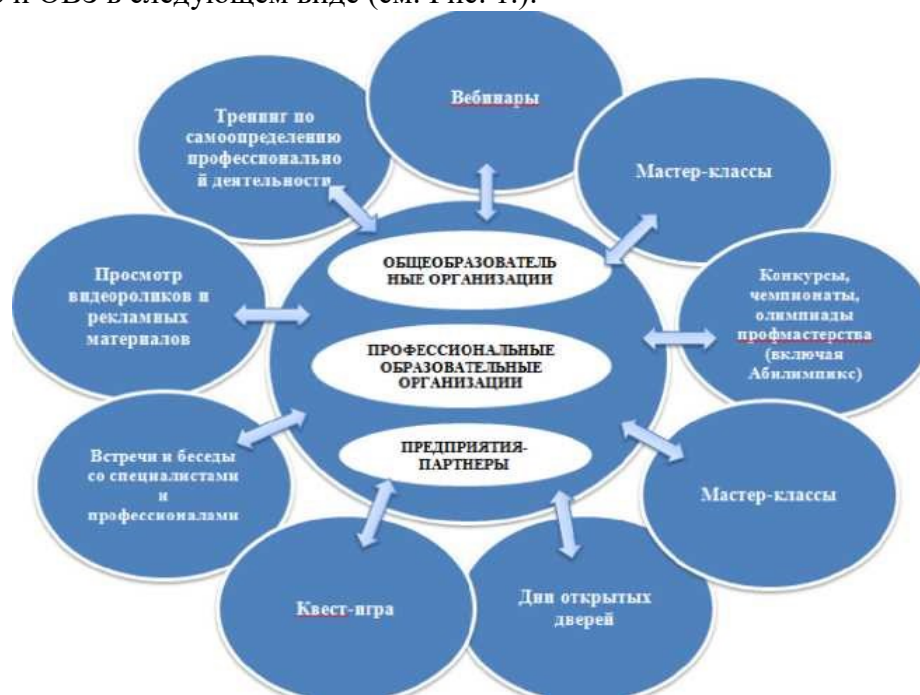 и ОВЗ в следующем виде (см. Рис. 1.).
Вебинары
Тренинг по
самоопределению
профессионально
й деятельности
Мастер-классы
Просмотр
видеороликов и
рекламных
материалов
ОБЩЕОБРАЗОВАТЕЛЬ
НЫЕ ОРГАНИЗАЦИИ
Конкурсы,
чемпионаты,
олимпиады
профмастерства
(включая
Абилимпикс)
ПРОФЕССИОНАЛЬНЫЕ
ОБРАЗОВАТЕЛЬНЫЕ
ОРГАНИЗАЦИИ
ПРЕДПРИЯТИЯ-
ПАРТНЕРЫ
Встречи и беседы
со специалистами
и
профессионалами
Мастер-классы
Квест-игра
Дни открытых
дверей